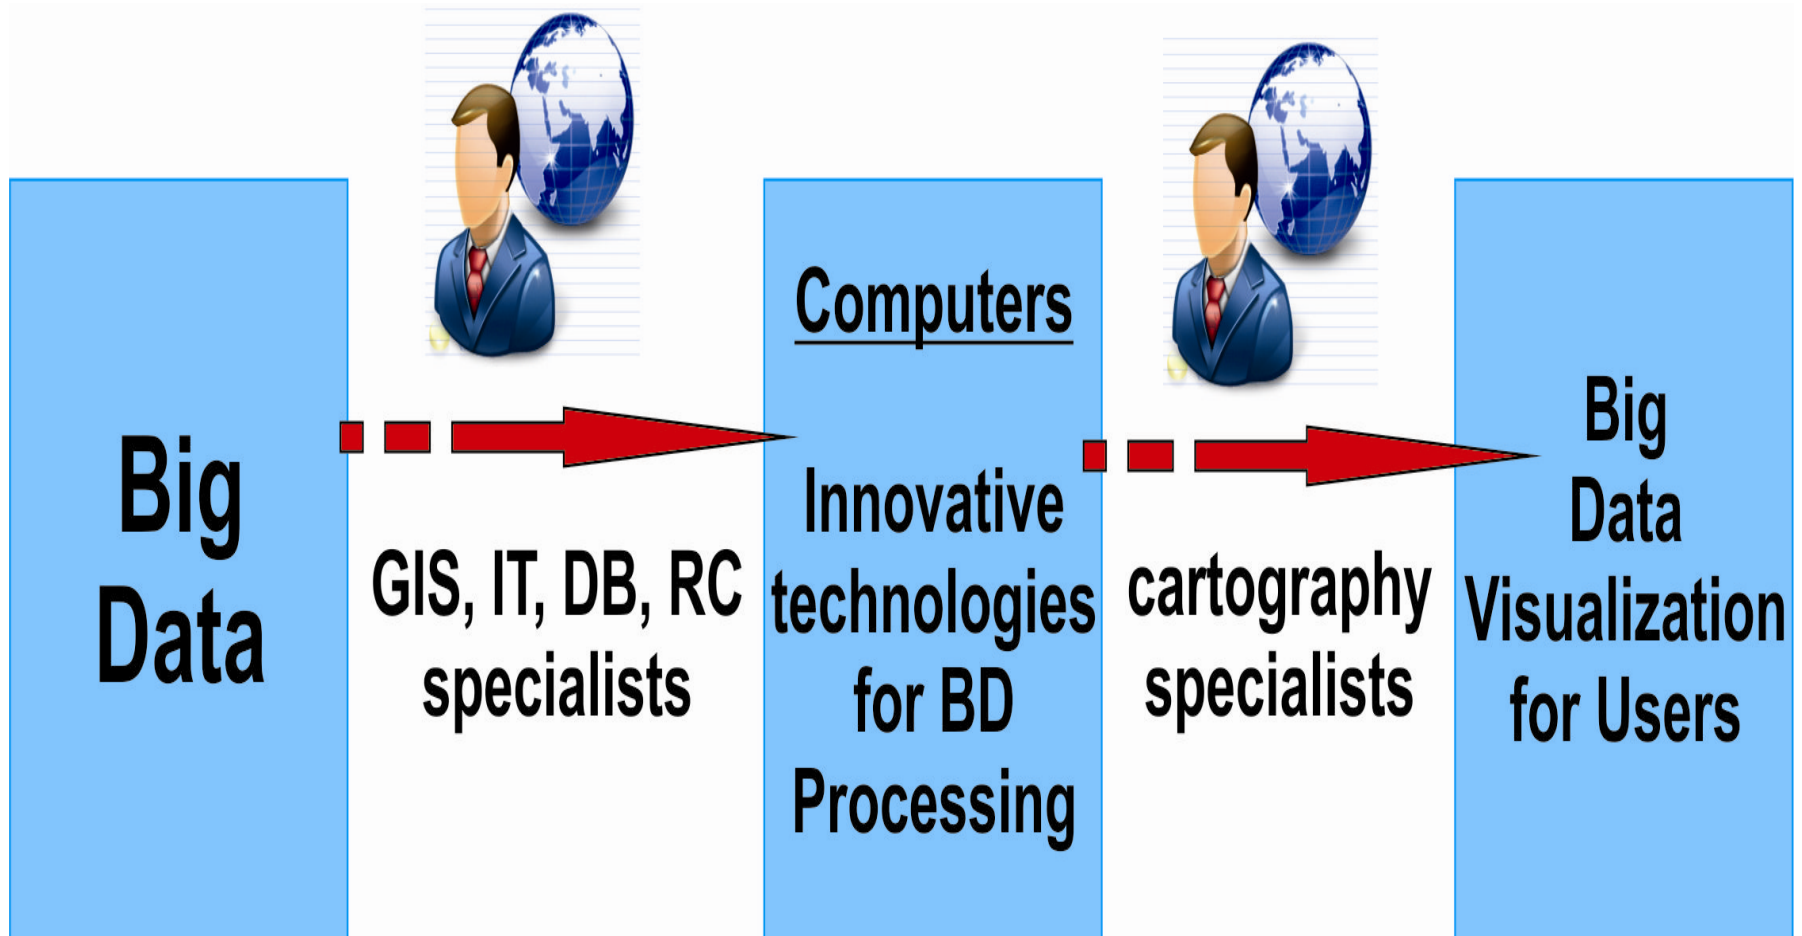 Big
Data
GIS, IT, DB, RC
specialists
Computers
Innovative
technologies
for BD
Processing
cartography
specialists
Big
Data
Visualization
for Users